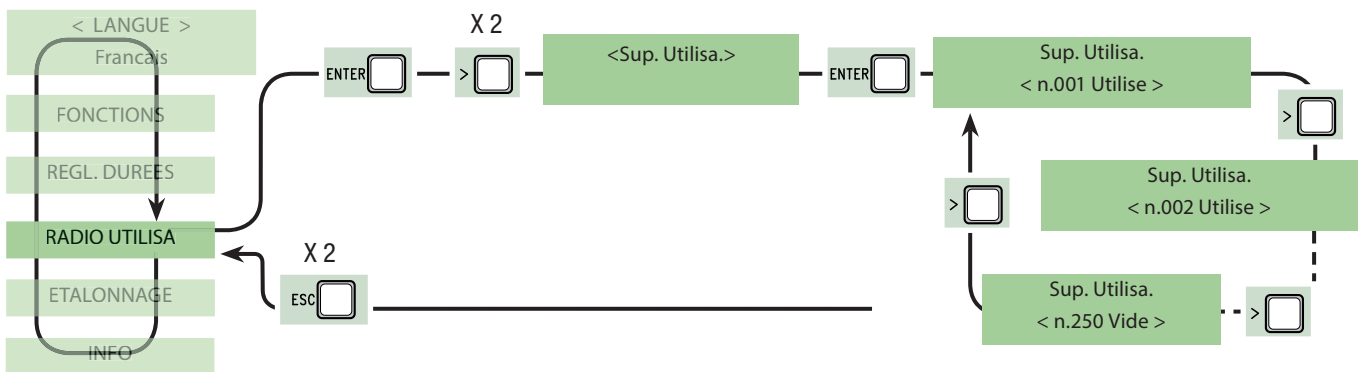 < LANGUE >
Francais
FONCTIONS
REGL. DUREES
RADIO UTILISA
ETALONNAGE
INFO
ENTER
X 2
>
<Sup. Utilisa.>
ENTER
Sup. Utilisa.
< n.001 Utilise >
>
Sup. Utilisa.
< n.002 Utilise >
>
Sup. Utilisa.
< n.250 Vide >
>
X 2
ESC